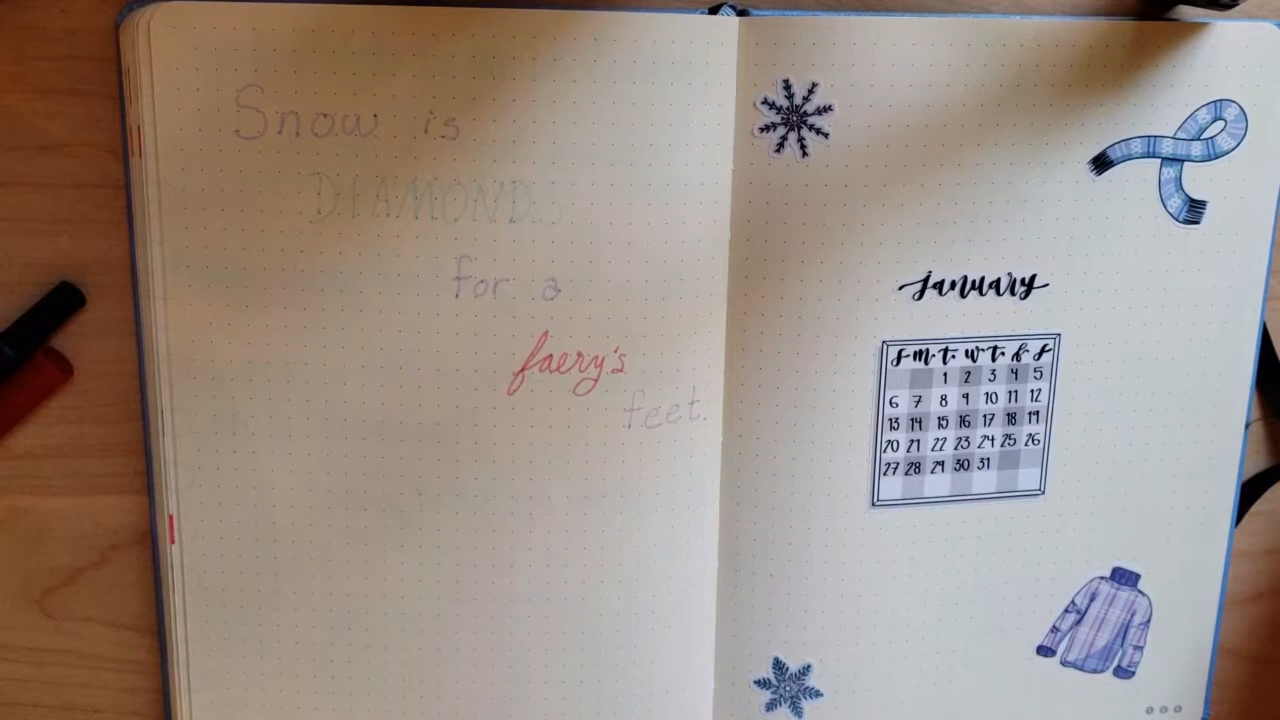 Snow is
DIAMONDS
for a
faery's
feet.
january
S M T W T F S
1 2 3 4 5
6 7 8 9 10 11 12
13 14 15 16 17 18 19
20 21 22 23 24 25 26
27 28 29 30 31